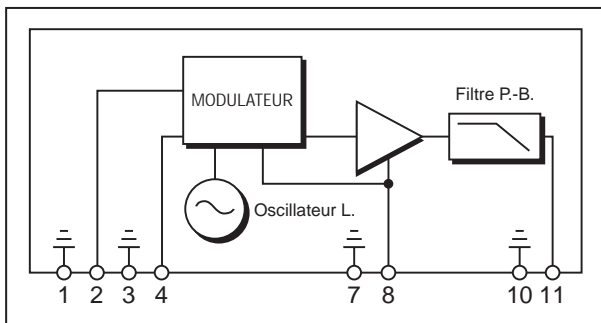 Filtre P.-B.
MODULATEUR
Oscillateur L.
1 2 3 4 7 8 10 11